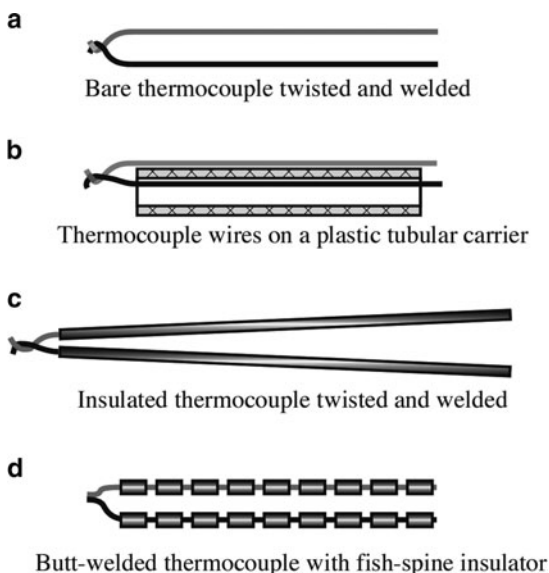 a
Bare thermocouple twisted and welded
b
Thermocouple wires on a plastic tubular carrier
c
Insulated thermocouple twisted and welded
d
Butt-welded thermocouple with fish-spine insulator